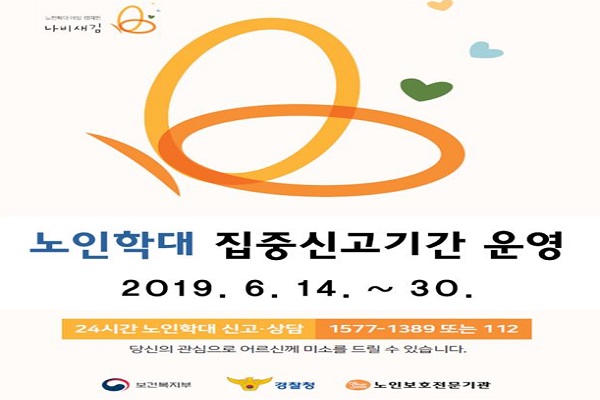 노인학대 예방 캠페인
나비새김
노인학대 집중신고기간 운영
2019. 6. 14. ~ 30.
24시간 노인학대 신고·상담 1577-1389 또는 112
당신의 관심으로 어르신께 미소를 드릴 수 있습니다.
보건복지부 경찰청 노인보호전문기관